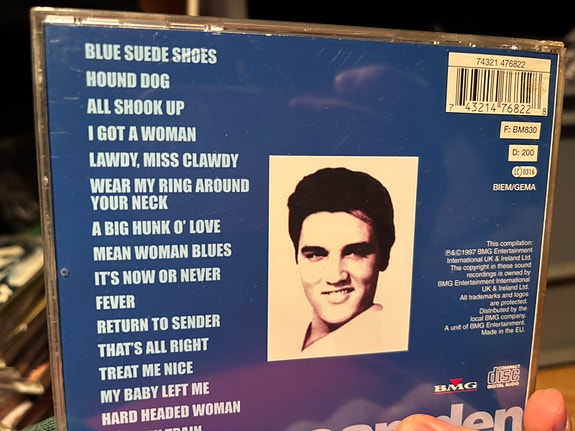 BLUE SUEDE SHOES
HOUND DOG
ALL SHOOK UP
I GOT A WOMAN
LAWDY, MISS CLAWDY
WEAR MY RING AROUND
YOUR NECK
A BIG HUNK O' LOVE
MEAN WOMAN BLUES
IT'S NOW OR NEVER
FEVER
RETURN TO SENDER
THAT'S ALL RIGHT
TREAT ME NICE
MY BABY LEFT ME
HARD HEADED WOMAN
TRAIN
74321 476822
7 43214 76822 8
F: BM830
D: 200
LC 0316
BIEM/GEMA
This compilation:
℗&©1997 BMG Entertainment
International UK & Ireland Ltd.
The copyright in these sound
recordings is owned by
BMG Entertainment International
UK & Ireland Ltd.
All trademarks and logos
are protected.
Distributed by the
local BMG company.
A unit of BMG Entertainment.
Made in the EU.
BMG
COMPACT
disc
DIGITAL AUDIO